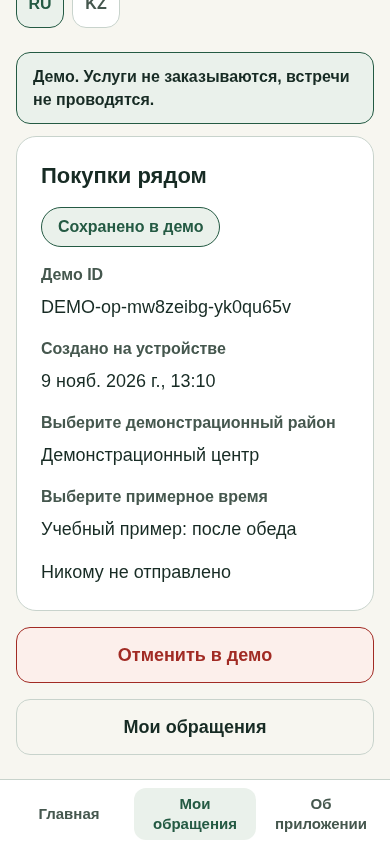 RU
KZ
Демо. Услуги не заказываются, встречи
не проводятся.
Покупки рядом
Сохранено в демо
Демо ID
DEMO-op-mw8zeibg-yk0qu65v
Создано на устройстве
9 нояб. 2026 г., 13:10
Выберите демонстрационный район
Демонстрационный центр
Выберите примерное время
Учебный пример: после обеда
Никому не отправлено
Отменить в демо
Мои обращения
Главная
Мои
обращения
Об
приложении